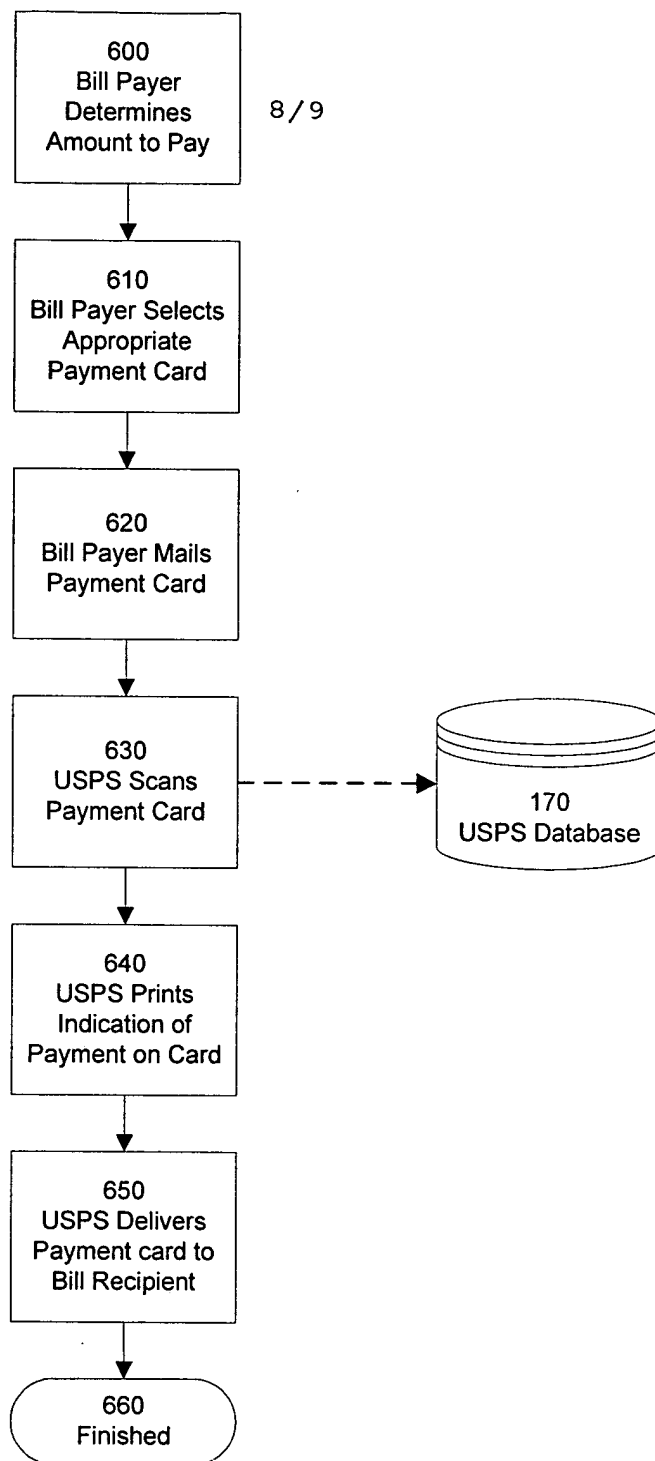 600
Bill Payer
Determines
Amount to Pay
8/9
610
Bill Payer Selects
Appropriate
Payment Card
620
Bill Payer Mails
Payment Card
630
USPS Scans
Payment Card
170
USPS Database
640
USPS Prints
Indication of
Payment on Card
650
USPS Delivers
Payment card to
Bill Recipient
660
Finished